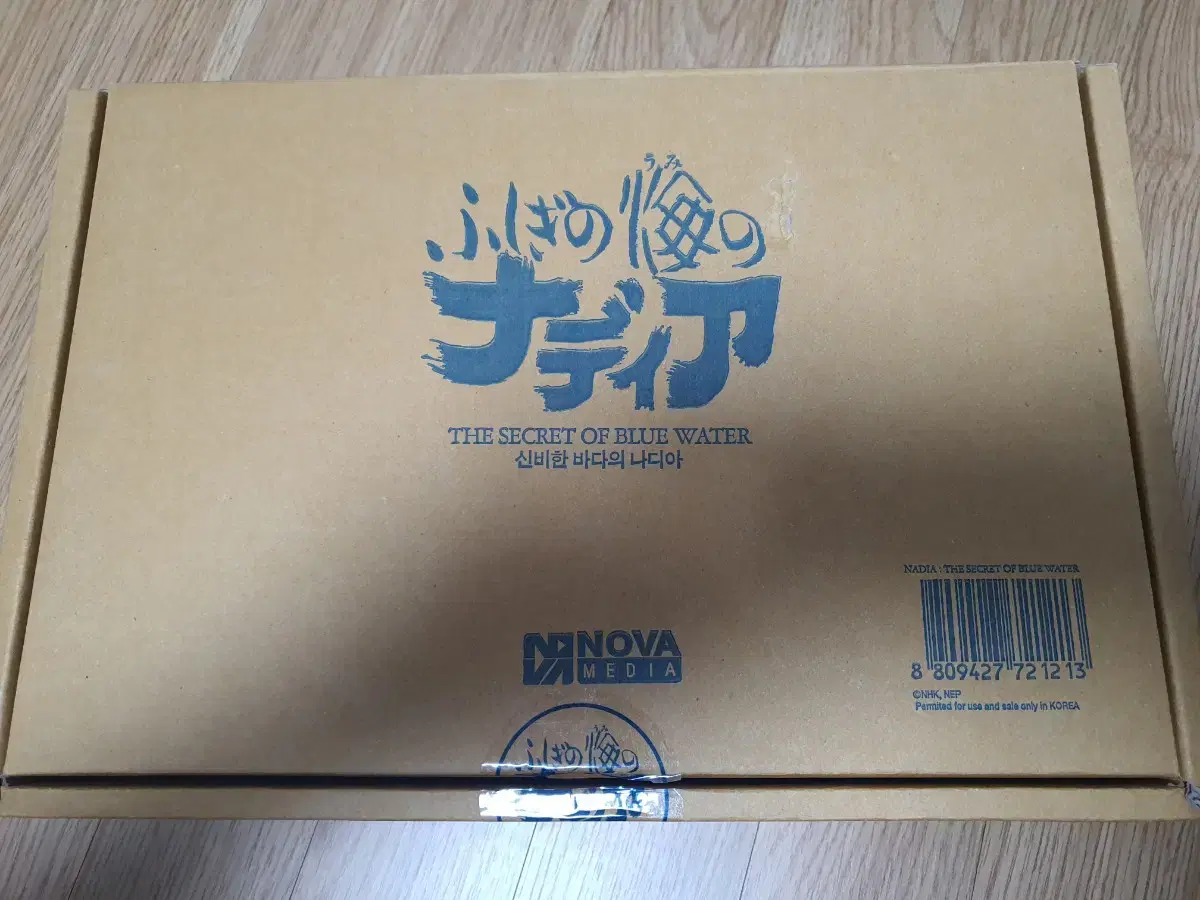 うみ
ふしぎの海の
ナディア
THE SECRET OF BLUE WATER
신비한 바다의 나디아
NADIA : THE SECRET OF BLUE WATER
8 809427 721213
©NHK, NEP
Permited for use and sale only in KOREA
NOVA
MEDIA
ふしぎの海の